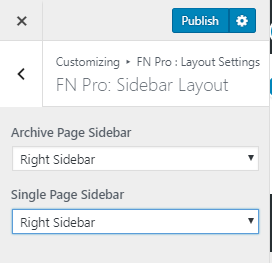 Publish
Customizing ▸ FN Pro : Layout Settings
FN Pro: Sidebar Layout
Archive Page Sidebar
Right Sidebar
Single Page Sidebar
Right Sidebar